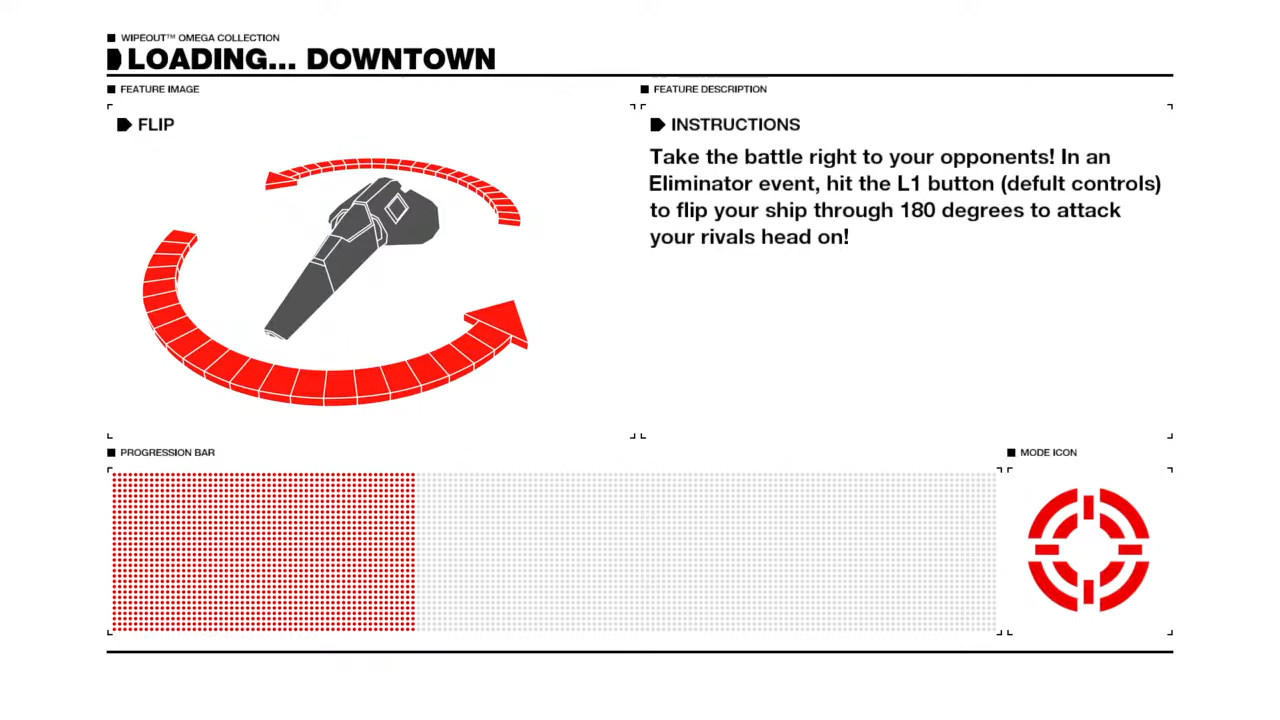 WIPEOUT™ OMEGA COLLECTION
LOADING... DOWNTOWN
FEATURE IMAGE
FLIP
FEATURE DESCRIPTION
INSTRUCTIONS
Take the battle right to your opponents! In an
Eliminator event, hit the L1 button (defult controls)
to flip your ship through 180 degrees to attack
your rivals head on!
PROGRESSION BAR
MODE ICON